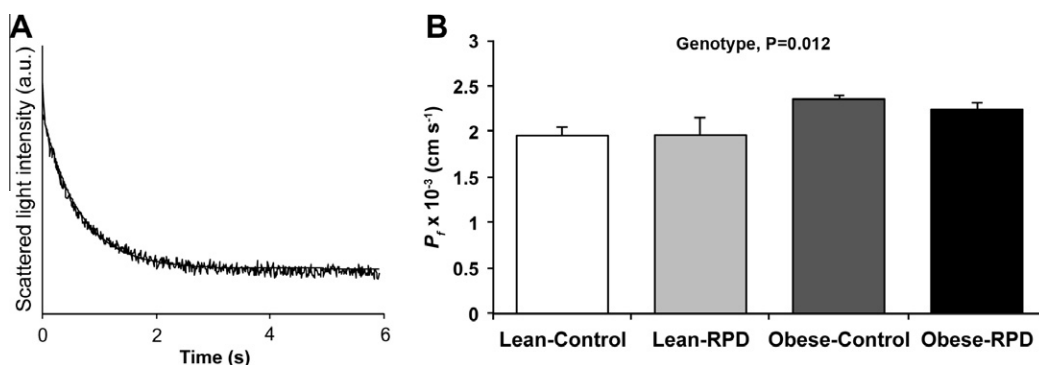 A
Scattered light intensity (a.u.)
0
2
4
6
Time (s)
B
Genotype, P=0.012
P_f x 10^-3 (cm s^-1)
3
2.5
2
1.5
1
0.5
0
Lean-Control
Lean-RPD
Obese-Control
Obese-RPD